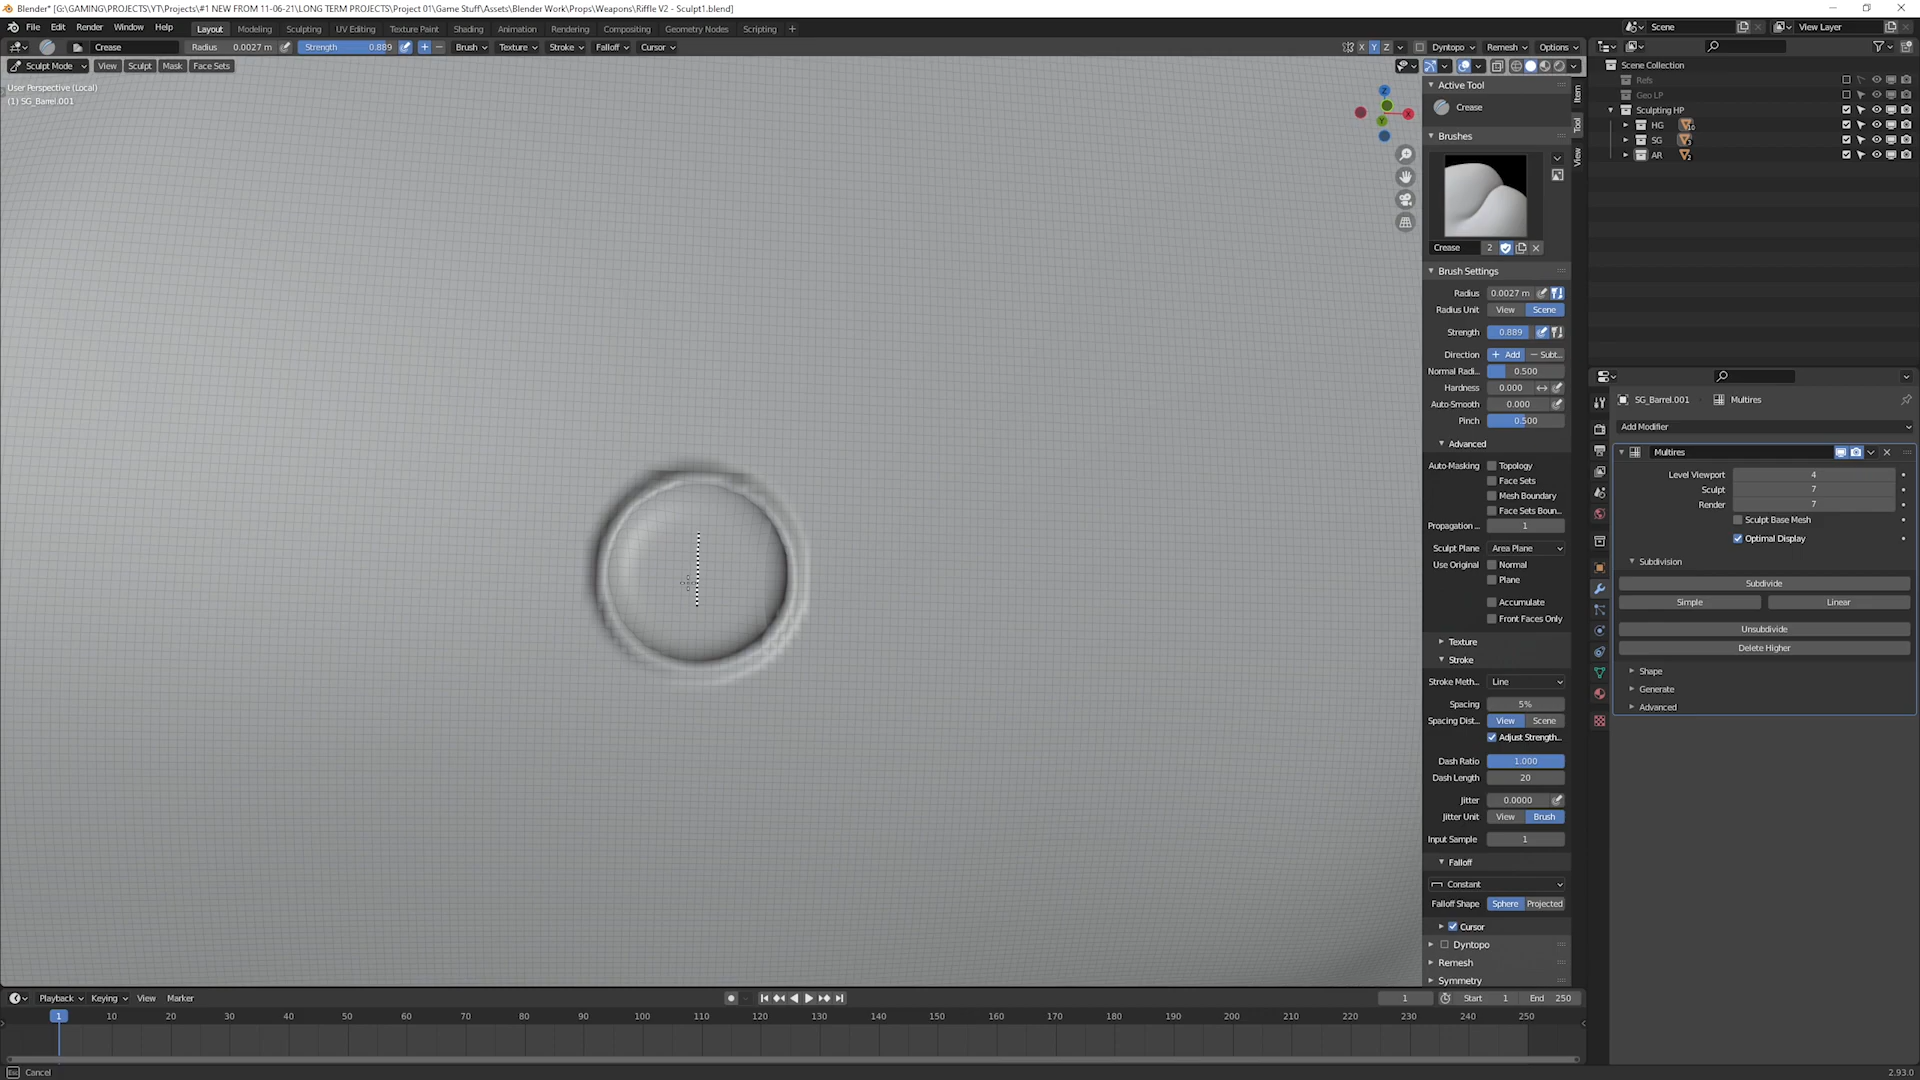 Blender* [G:\GAMING\PROJECTS\YT\Projects\#1 NEW FROM 11-06-21\LONG TERM PROJECTS\Project 01\Game Stuff\Assets\Blender Work\Props\Weapons\Riffle V2 - Sculpt1.blend]
File Edit Render Window Help Layout Modeling Sculpting UV Editing Texture Paint Shading Animation Rendering Compositing Geometry Nodes Scripting + Scene View Layer
Crease Radius 0.0027 m Strength 0.889 + − Brush Texture Stroke Falloff Cursor X Y Z Dyntopo Remesh Options
Sculpt Mode View Sculpt Mask Face Sets
User Perspective (Local)
(1) SG_Barrel.001
Z
X
Y
Item
Tool
View
Active Tool
Crease
Brushes
Crease 2
Brush Settings
Radius 0.0027 m
Radius Unit View Scene
Strength 0.889
Direction + Add − Subt...
Normal Radi... 0.500
Hardness 0.000
Auto-Smooth 0.000
Pinch 0.500
Advanced
Auto-Masking Topology
Face Sets
Mesh Boundary
Face Sets Boun...
Propagation ... 1
Sculpt Plane Area Plane
Use Original Normal
Plane
Accumulate
Front Faces Only
Texture
Stroke
Stroke Meth... Line
Spacing 5%
Spacing Dist... View Scene
Adjust Strength...
Dash Ratio 1.000
Dash Length 20
Jitter 0.0000
Jitter Unit View Brush
Input Sample 1
Falloff
Constant
Falloff Shape Sphere Projected
Cursor
Dyntopo
Remesh
Symmetry
Scene Collection
Refs
Geo LP
Sculpting HP
HG
SG
AR
SG_Barrel.001 Multires
Add Modifier
Multires
Level Viewport 4
Sculpt 7
Render 7
Sculpt Base Mesh
Optimal Display
Subdivision
Subdivide
Simple Linear
Unsubdivide
Delete Higher
Shape
Generate
Advanced
Playback Keying View Marker 1 Start 1 End 250
1 10 20 30 40 50 60 70 80 90 100 110 120 130 140 150 160 170 180 190 200 210 220 230 240 250
Esc Cancel 2.93.0